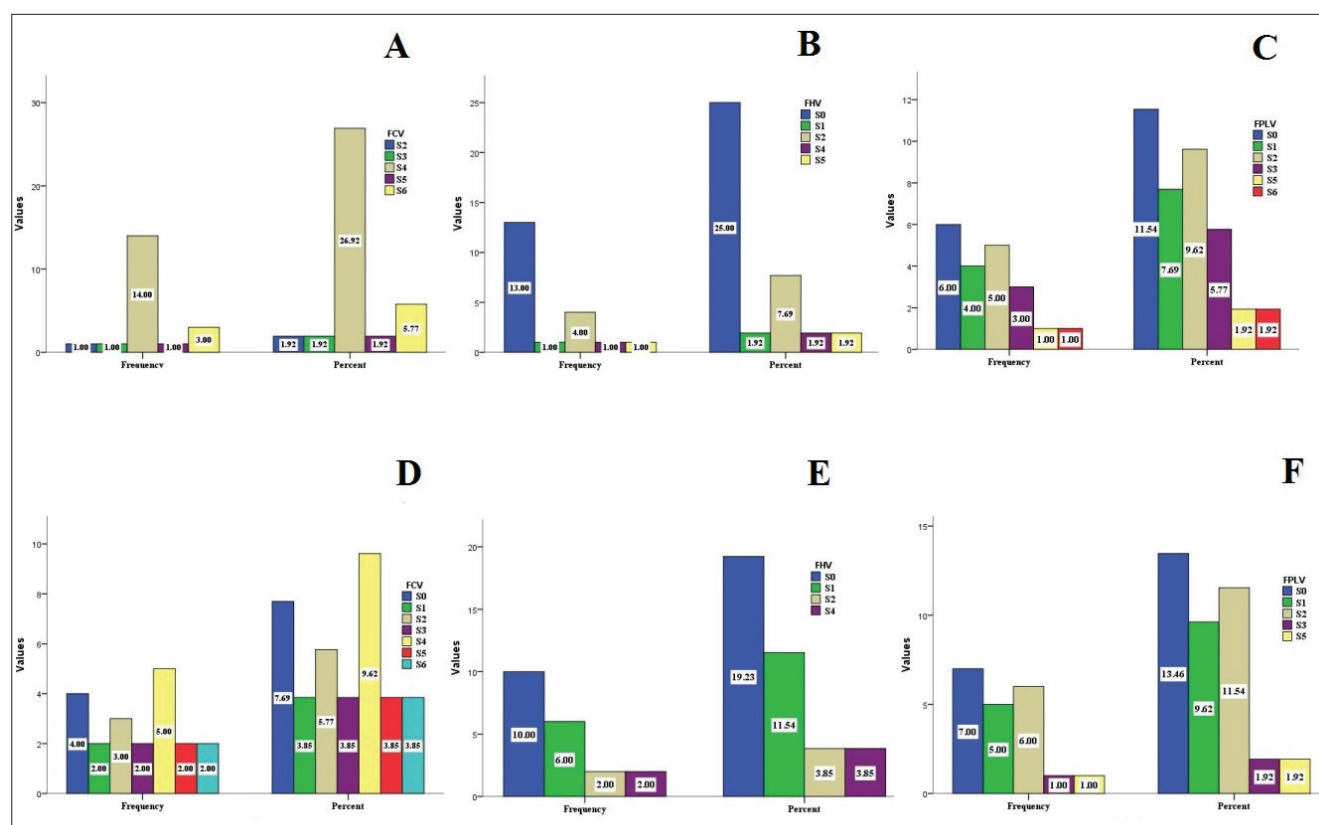 A
Values
30
20
10
0
FCV
S2
S3
S4
S5
S6
1.00
1.00
14.00
1.00
3.00
1.92
1.92
26.92
1.92
5.77
Frequency
Percent
B
25
20
15
10
5
0
FHV
S0
S1
S2
S4
S5
13.00
1.00
4.00
1.00
1.00
25.00
1.92
7.69
1.92
1.92
Frequency
Percent
C
Values
12
10
8
6
4
2
0
FPLV
S0
S1
S2
S3
S5
S6
6.00
4.00
5.00
3.00
1.00
1.00
11.54
7.69
9.62
5.77
1.92
1.92
Frequency
Percent
D
Values
10
8
6
4
2
0
FCV
S0
S1
S2
S3
S4
S5
S6
4.00
2.00
3.00
2.00
5.00
2.00
2.00
7.69
3.85
5.77
3.85
9.62
3.85
3.85
Frequency
Percent
E
Values
20
15
10
5
0
FHV
S0
S1
S2
S4
10.00
6.00
2.00
2.00
19.23
11.54
3.85
3.85
Frequency
Percent
F
Values
15
10
5
0
FPLV
S0
S1
S2
S3
S5
7.00
5.00
6.00
1.00
1.00
13.46
9.62
11.54
1.92
1.92
Frequency
Percent